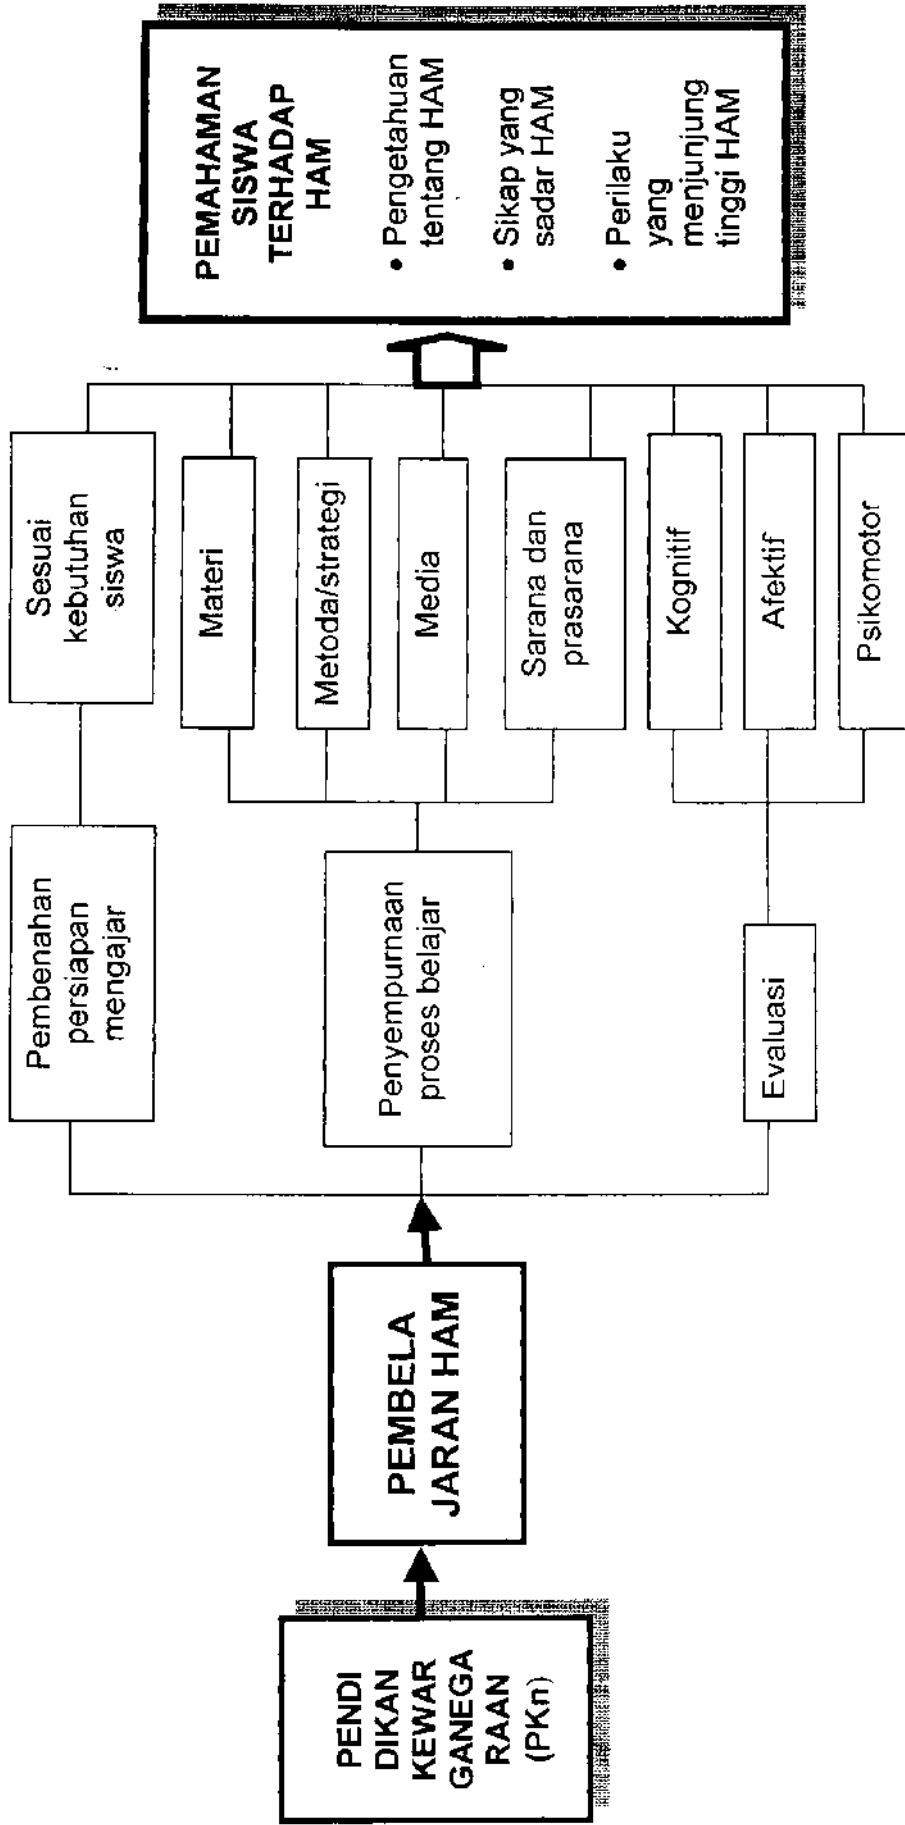 PENDI
DIKAN
KEWAR
GANEGA
RAAN
(PKn)
PEMBELA
JARAN HAM
Pembenahan
persiapan
mengajar
Penyempurnaan
proses belajar
Evaluasi
Sesuai
kebutuhan
siswa
Materi
Metoda/strategi
Media
Sarana dan
prasarana
Kognitif
Afektif
Psikomotor
PEMAHAMAN
SISWA
TERHADAP
HAM
• Pengetahuan
tentang HAM
• Sikap yang
sadar HAM
• Perilaku
yang
menjunjung
tinggi HAM